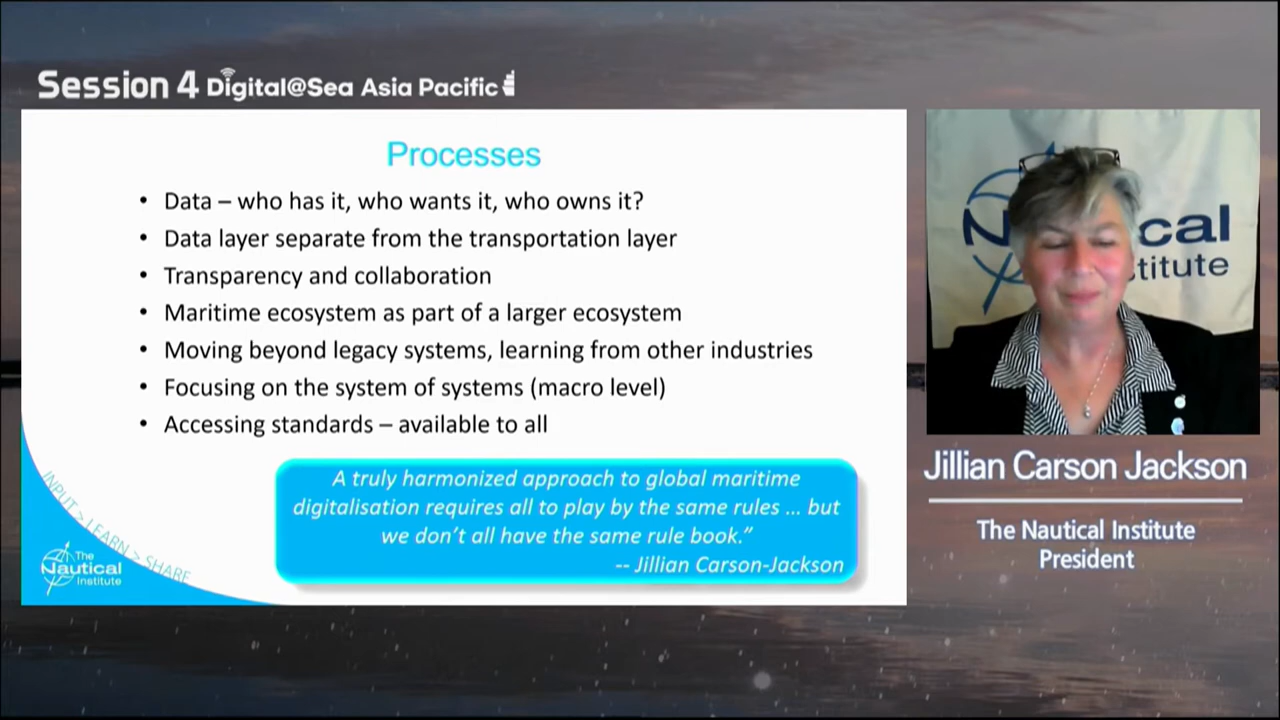 Session 4 Digital@Sea Asia Pacific
Processes
• Data – who has it, who wants it, who owns it?
• Data layer separate from the transportation layer
• Transparency and collaboration
• Maritime ecosystem as part of a larger ecosystem
• Moving beyond legacy systems, learning from other industries
• Focusing on the system of systems (macro level)
• Accessing standards – available to all
A truly harmonized approach to global maritime
digitalisation requires all to play by the same rules ... but
we don't all have the same rule book."
-- Jillian Carson-Jackson
INPUT > LEARN > SHARE
The
Nautical
Institute
N cal
titute
Jillian Carson Jackson
The Nautical Institute
President